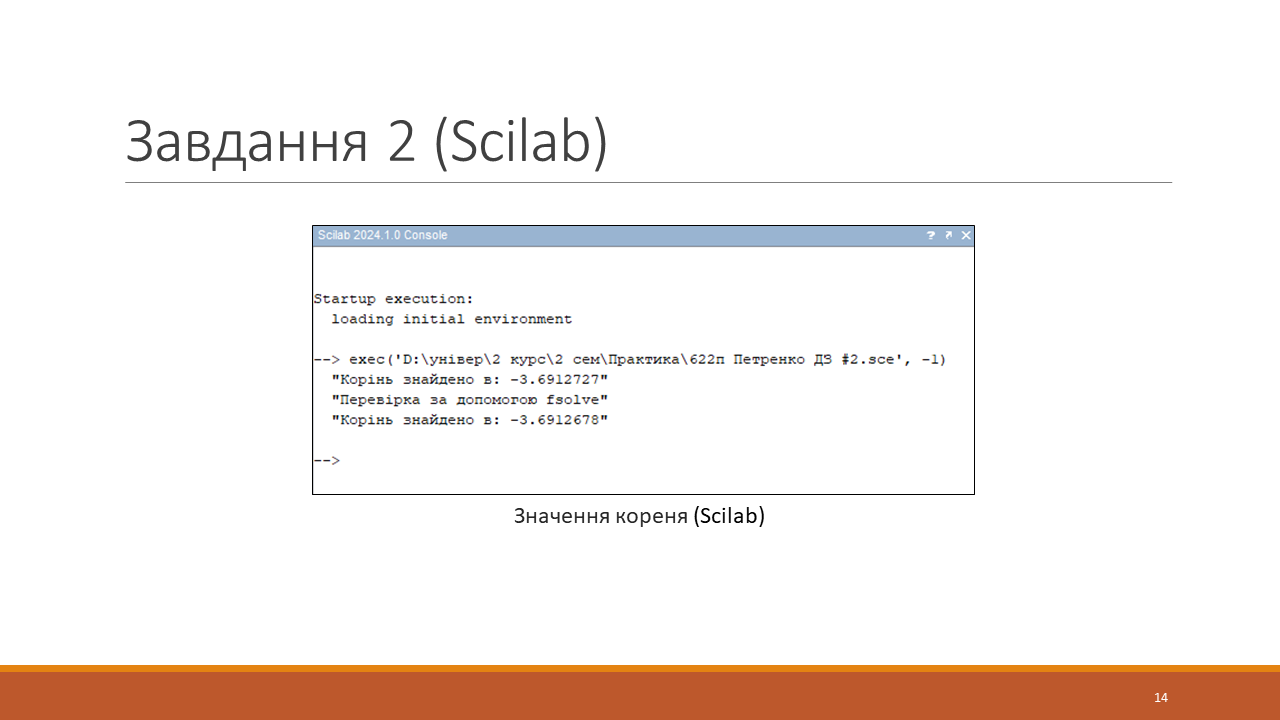 Завдання 2 (Scilab)
Scilab 2024.1.0 Console
Startup execution:
loading initial environment
--> exec('D:\універ\2 курс\2 сем\Практика\622п Петренко ДЗ #2.sce', -1)
"Корінь знайдено в: -3.6912727"
"Перевірка за допомогою fsolve"
"Корінь знайдено в: -3.6912678"
-->
Значення кореня (Scilab)
14